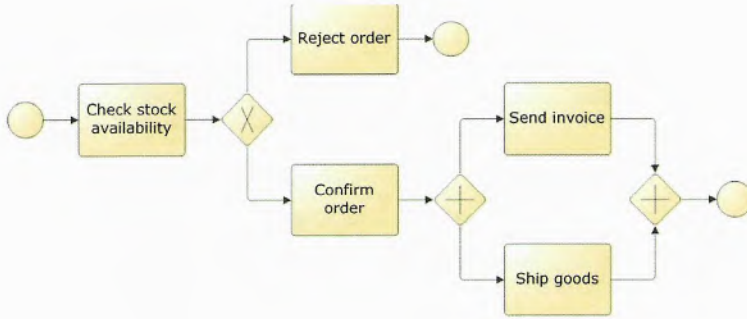 Reject order
Check stock
availability
Send invoice
Confirm
order
Ship goods